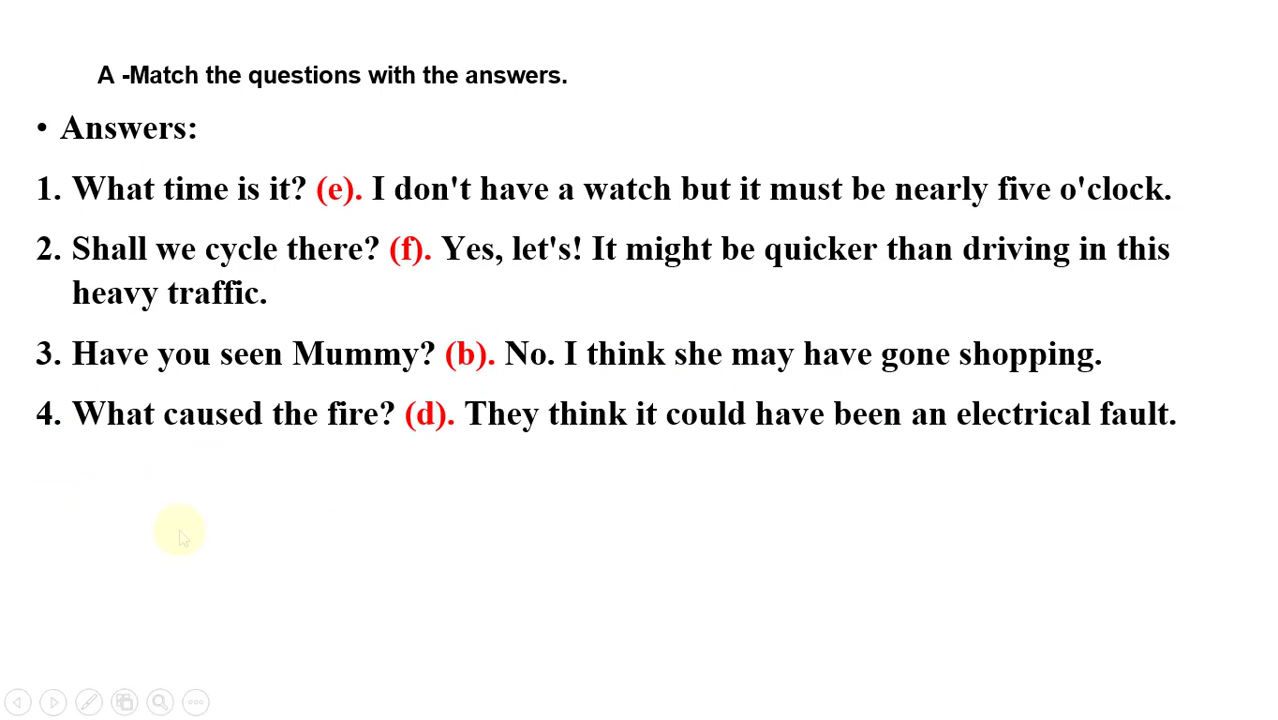 A -Match the questions with the answers.
• Answers:
1. What time is it? (e). I don't have a watch but it must be nearly five o'clock.
2. Shall we cycle there? (f). Yes, let's! It might be quicker than driving in this
heavy traffic.
3. Have you seen Mummy? (b). No. I think she may have gone shopping.
4. What caused the fire? (d). They think it could have been an electrical fault.